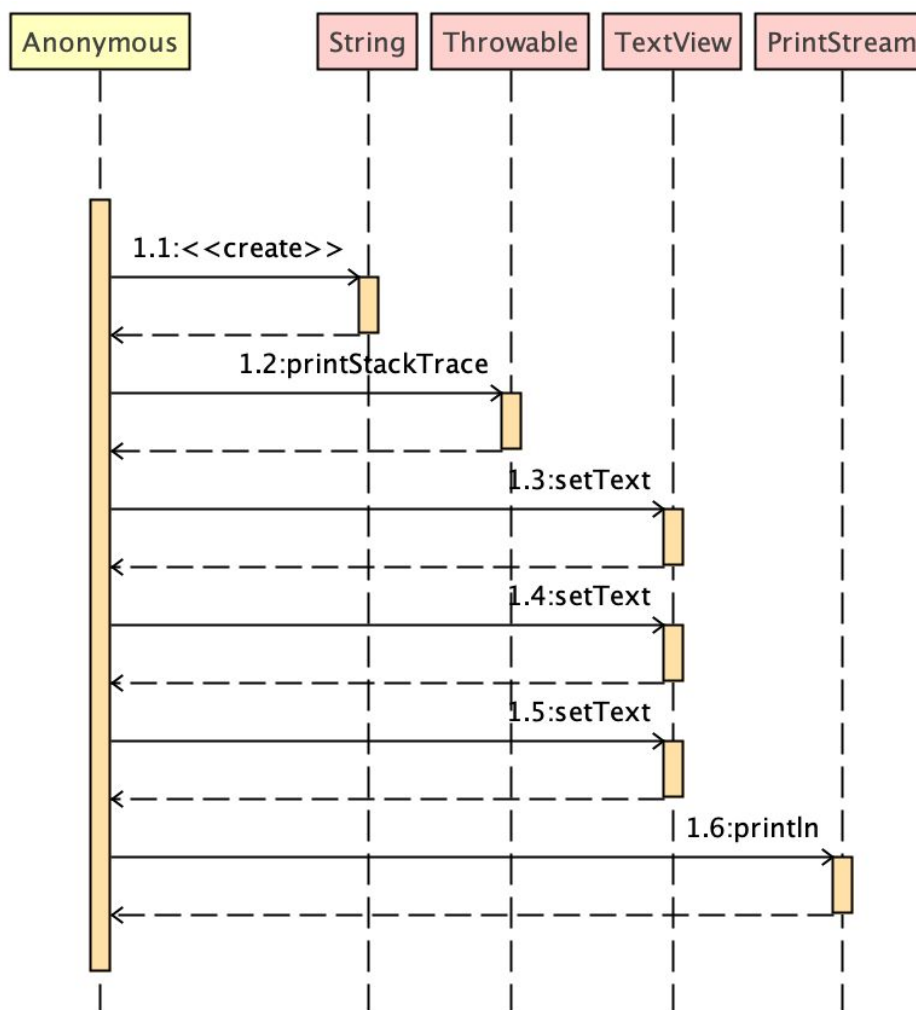 Anonymous
String
Throwable
TextView
PrintStream
1.1:<<create>>
1.2:printStackTrace
1.3:setText
1.4:setText
1.5:setText
1.6:println